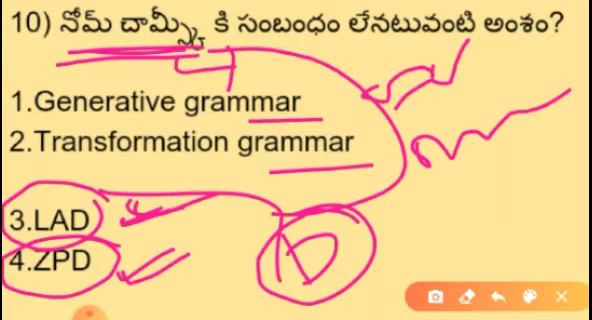 10) నోమ్ చామ్స్కీ కి సంబంధం లేనటువంటి అంశం?
1.Generative grammar
2.Transformation grammar
3.LAD
4.ZPD
D